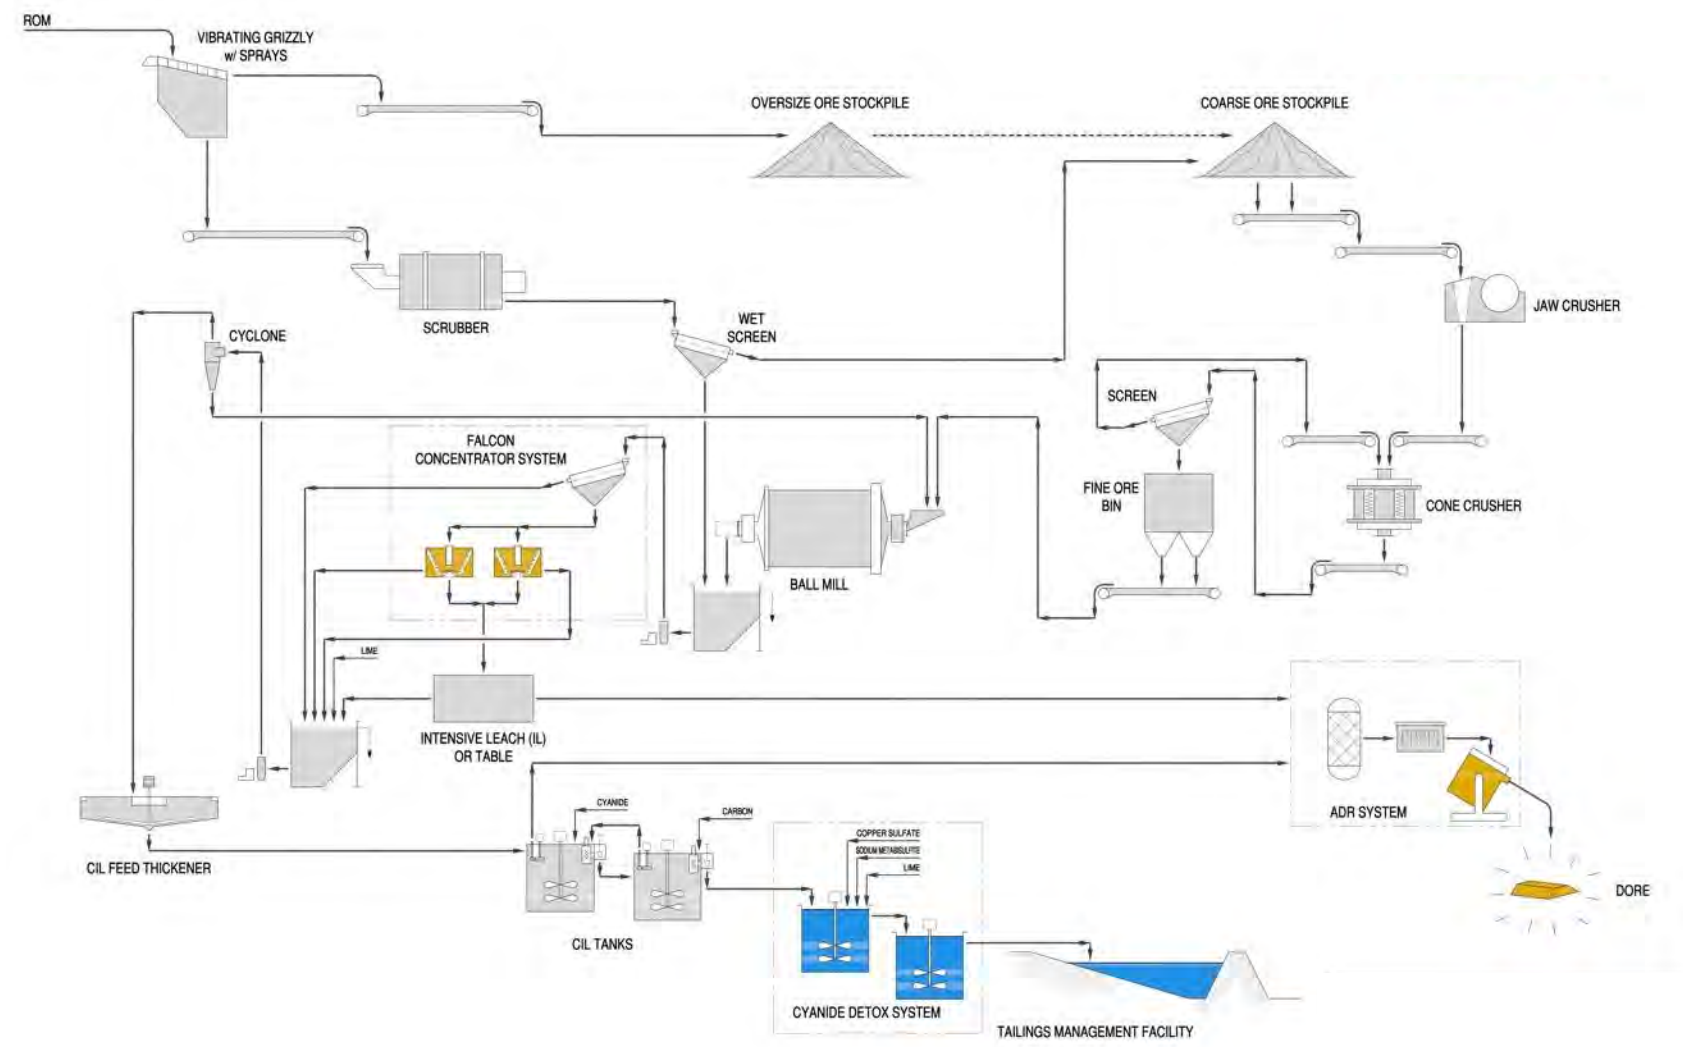 ROM
VIBRATING GRIZZLY
w/ SPRAYS
OVERSIZE ORE STOCKPILE
COARSE ORE STOCKPILE
JAW CRUSHER
SCRUBBER
WET
SCREEN
CYCLONE
SCREEN
FALCON
CONCENTRATOR SYSTEM
FINE ORE
BIN
CONE CRUSHER
BALL MILL
LIME
INTENSIVE LEACH (IL)
OR TABLE
ADR SYSTEM
CIL FEED THICKENER
CYANIDE
CARBON
COPPER SULFATE
SODIUM METABISULFITE
LIME
DORE
CIL TANKS
CYANIDE DETOX SYSTEM
TAILINGS MANAGEMENT FACILITY